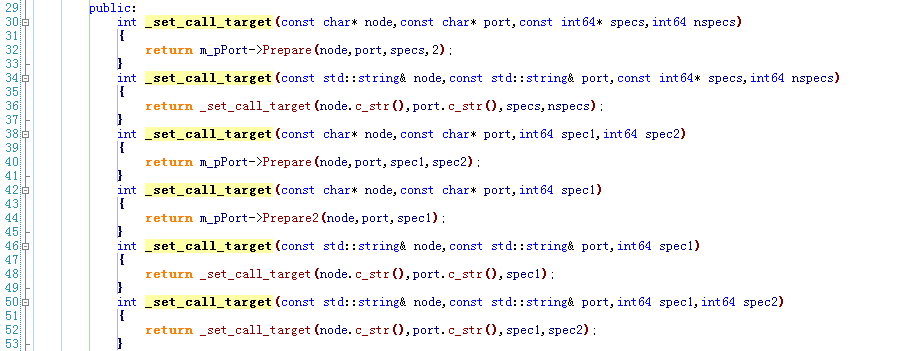 29 public:
30 int _set_call_target(const char* node,const char* port,const int64* specs,int64 nspecs)
31 {
32 return m_pPort->Prepare(node,port,specs,2);
33 }
34 int _set_call_target(const std::string& node,const std::string& port,const int64* specs,int64 nspecs)
35 {
36 return _set_call_target(node.c_str(),port.c_str(),specs,nspecs);
37 }
38 int _set_call_target(const char* node,const char* port,int64 spec1,int64 spec2)
39 {
40 return m_pPort->Prepare(node,port,spec1,spec2);
41 }
42 int _set_call_target(const char* node,const char* port,int64 spec1)
43 {
44 return m_pPort->Prepare2(node,port,spec1);
45 }
46 int _set_call_target(const std::string& node,const std::string& port,int64 spec1)
47 {
48 return _set_call_target(node.c_str(),port.c_str(),spec1);
49 }
50 int _set_call_target(const std::string& node,const std::string& port,int64 spec1,int64 spec2)
51 {
52 return _set_call_target(node.c_str(),port.c_str(),spec1,spec2);
53 }